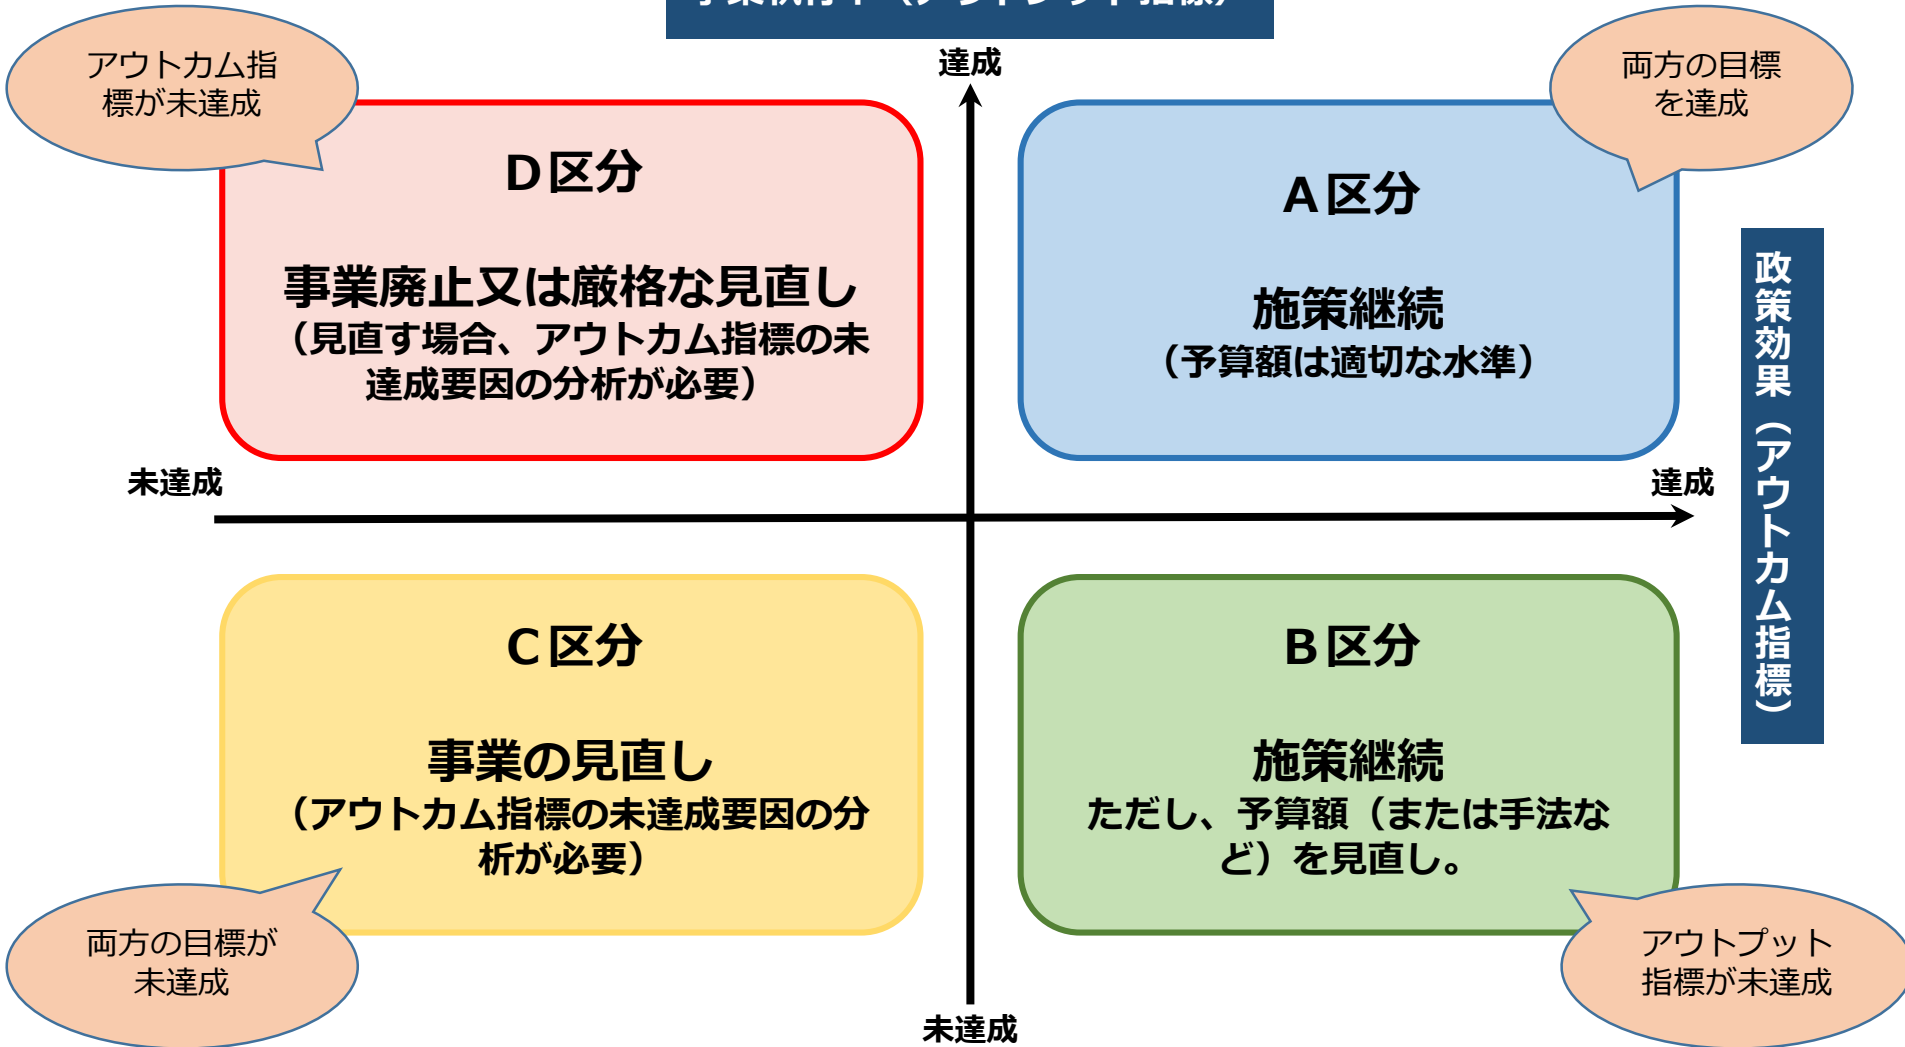 アウトカム指
標が未達成
達成
両方の目標
を達成
D区分
事業廃止又は厳格な見直し
（見直す場合、アウトカム指標の未
達成要因の分析が必要）
A区分
施策継続
（予算額は適切な水準）
政策効果（アウトカム指標）
未達成
達成
C区分
事業の見直し
（アウトカム指標の未達成要因の分
析が必要）
B区分
施策継続
ただし、予算額（または手法な
ど）を見直し。
両方の目標が
未達成
アウトプット
指標が未達成
未達成